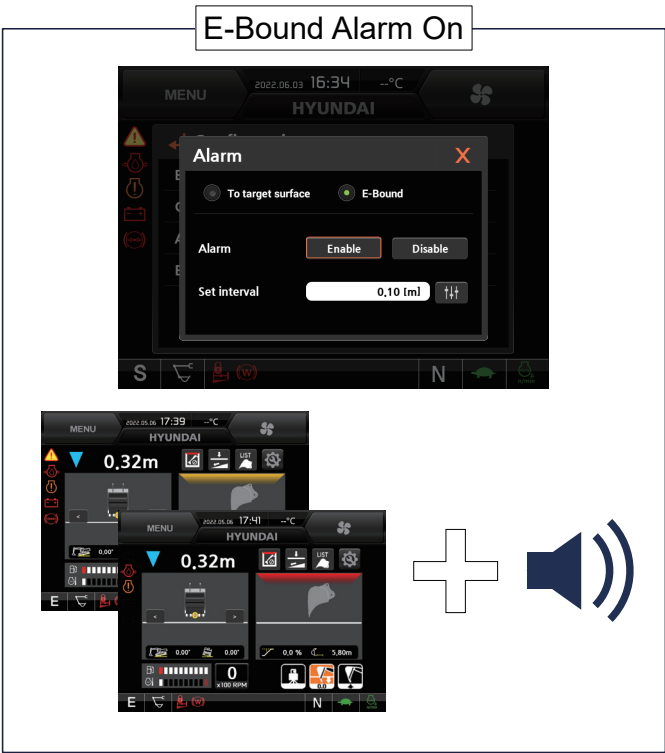 E-Bound Alarm On
2022.06.03 16:34 --°C
MENU
HYUNDAI
Alarm X
To target surface E-Bound
Alarm Enable Disable
Set interval 0.10 [m]
S C (W) N
2022.05.06 17:39 --°C
MENU
HYUNDAI
0.32m LIST
<
0.00°
E C
2022.05.06 17:41 --°C
MENU
HYUNDAI
0.32m LIST
< >
0.00° 0.00° 0.0 % 5.80m
0
x100 RPM
0.0
E C (W) N